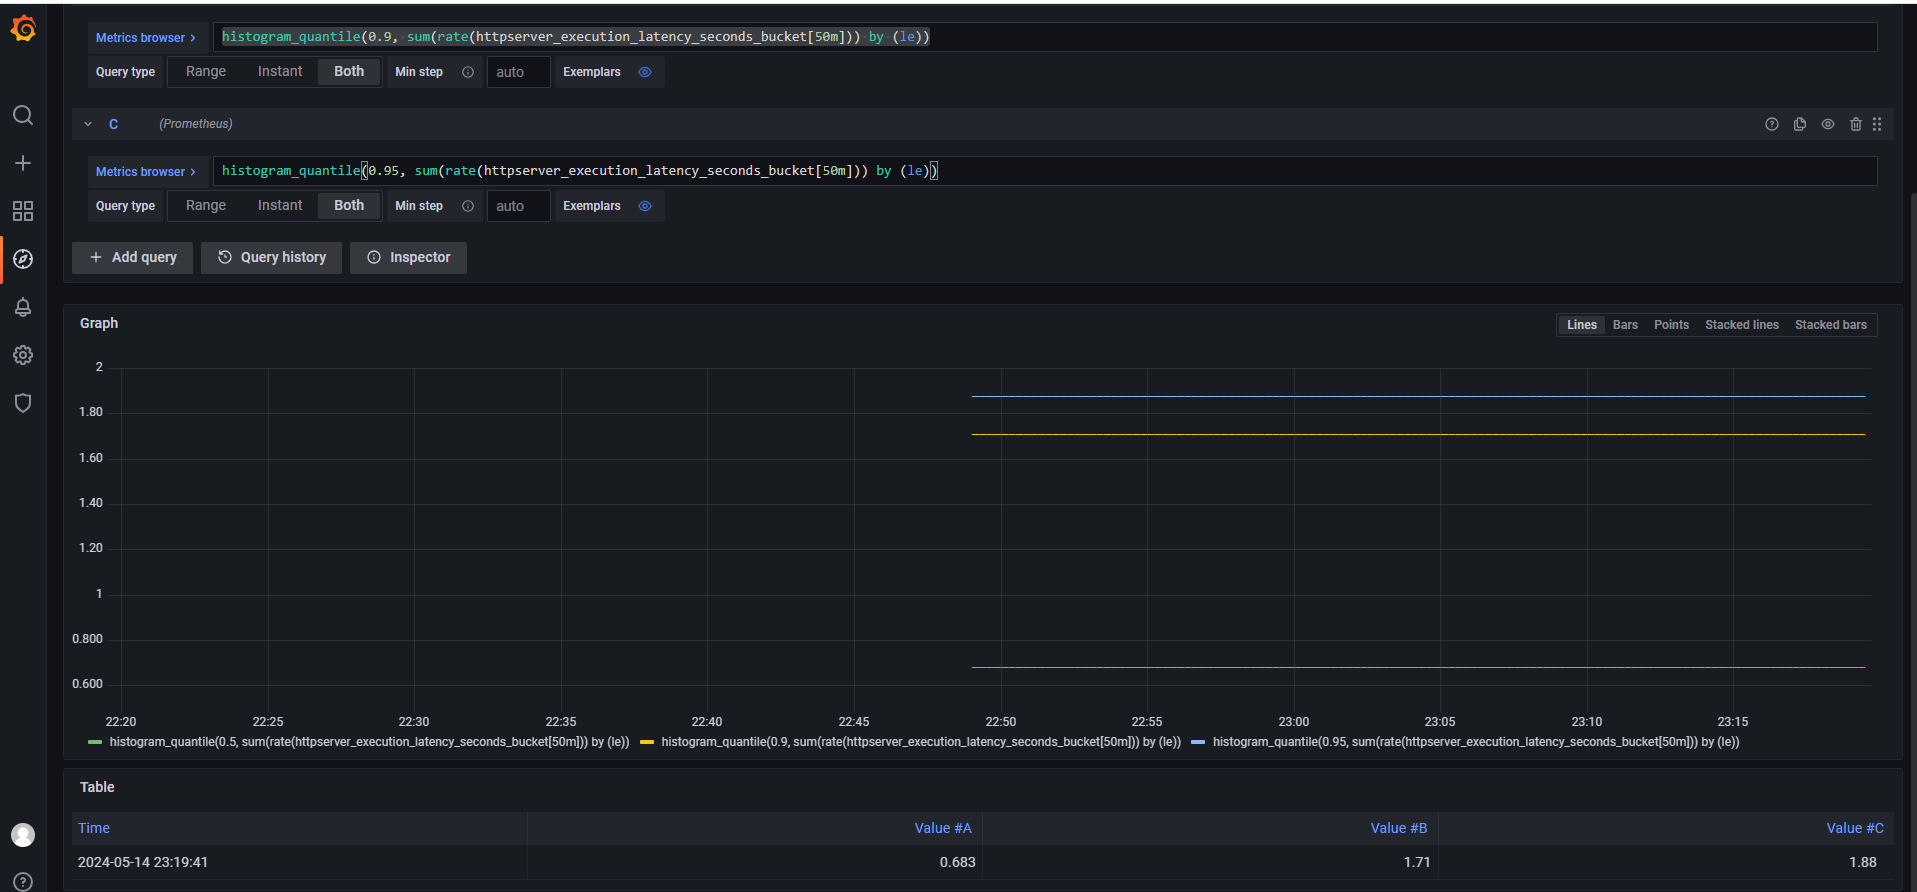 Metrics browser > histogram_quantile(0.9, sum(rate(httpserver_execution_latency_seconds_bucket[50m])) by (le))
Query type Range Instant Both Min step auto Exemplars
C (Prometheus)
Metrics browser > histogram_quantile(0.95, sum(rate(httpserver_execution_latency_seconds_bucket[50m])) by (le))
Query type Range Instant Both Min step auto Exemplars
+ Add query Query history Inspector
Graph Lines Bars Points Stacked lines Stacked bars
2
1.80
1.60
1.40
1.20
1
0.800
0.600
22:20 22:25 22:30 22:35 22:40 22:45 22:50 22:55 23:00 23:05 23:10 23:15
histogram_quantile(0.5, sum(rate(httpserver_execution_latency_seconds_bucket[50m])) by (le)) histogram_quantile(0.9, sum(rate(httpserver_execution_latency_seconds_bucket[50m])) by (le)) histogram_quantile(0.95, sum(rate(httpserver_execution_latency_seconds_bucket[50m])) by (le))
Table
Time Value #A Value #B Value #C
2024-05-14 23:19:41 0.683 1.71 1.88